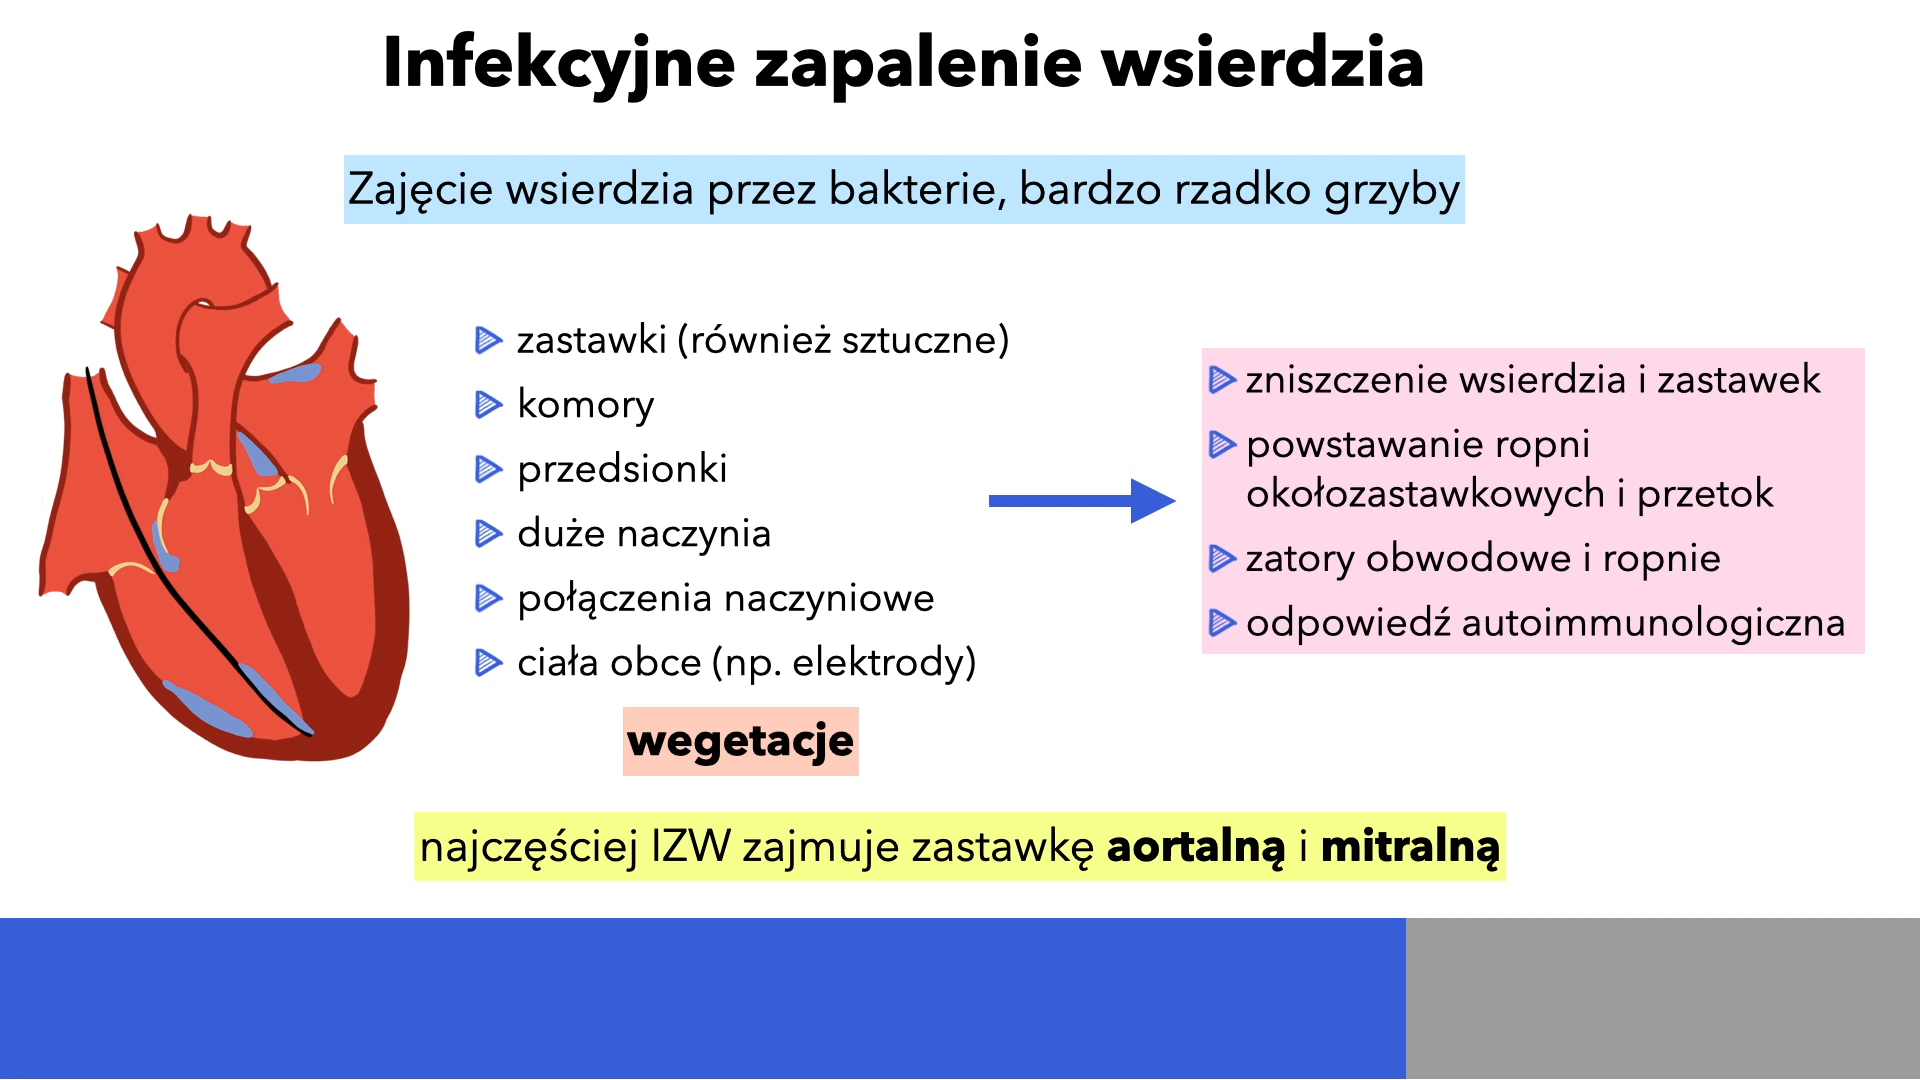 Infekcyjne zapalenie wsierdzia
Zajęcie wsierdzia przez bakterie, bardzo rzadko grzyby
zastawki (również sztuczne)
komory
przedsionki
duże naczynia
połączenia naczyniowe
ciała obce (np. elektrody)
wegetacje
zniszczenie wsierdzia i zastawek
powstawanie ropni
okołozastawkowych i przetok
zatory obwodowe i ropnie
odpowiedź autoimmunologiczna
najczęściej IZW zajmuje zastawkę aortalną i mitralną